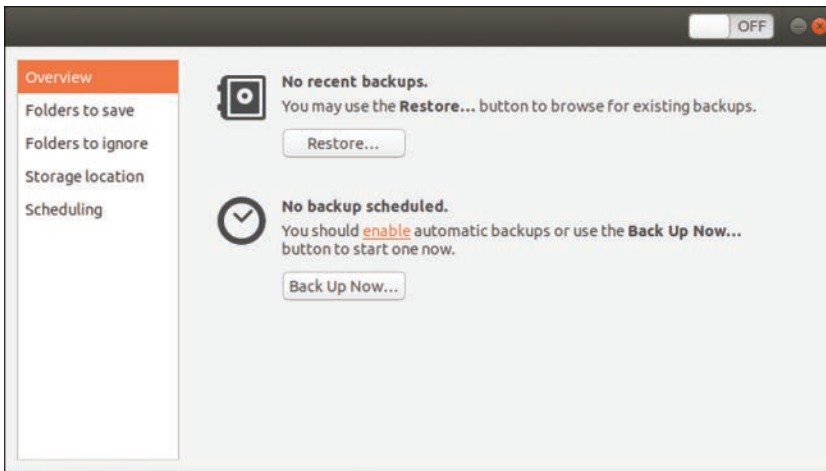 OFF
Overview
Folders to save
Folders to ignore
Storage location
Scheduling
No recent backups.
You may use the Restore... button to browse for existing backups.
Restore...
No backup scheduled.
You should enable automatic backups or use the Back Up Now...
button to start one now.
Back Up Now...